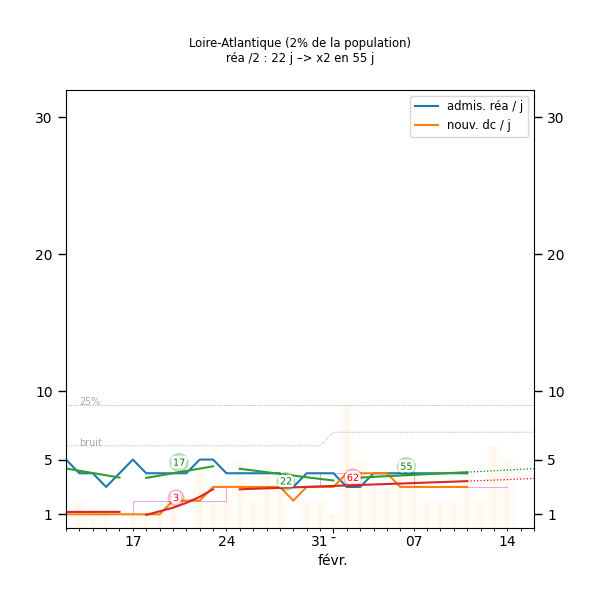 Loire-Atlantique (2% de la population)
réa /2 : 22 j –> x2 en 55 j
admis. réa / j
nouv. dc / j
30 30
20 20
10 10
25%
bruit
5 5
17 22 62 55
3
1 1
17 24 31 07 14
févr.